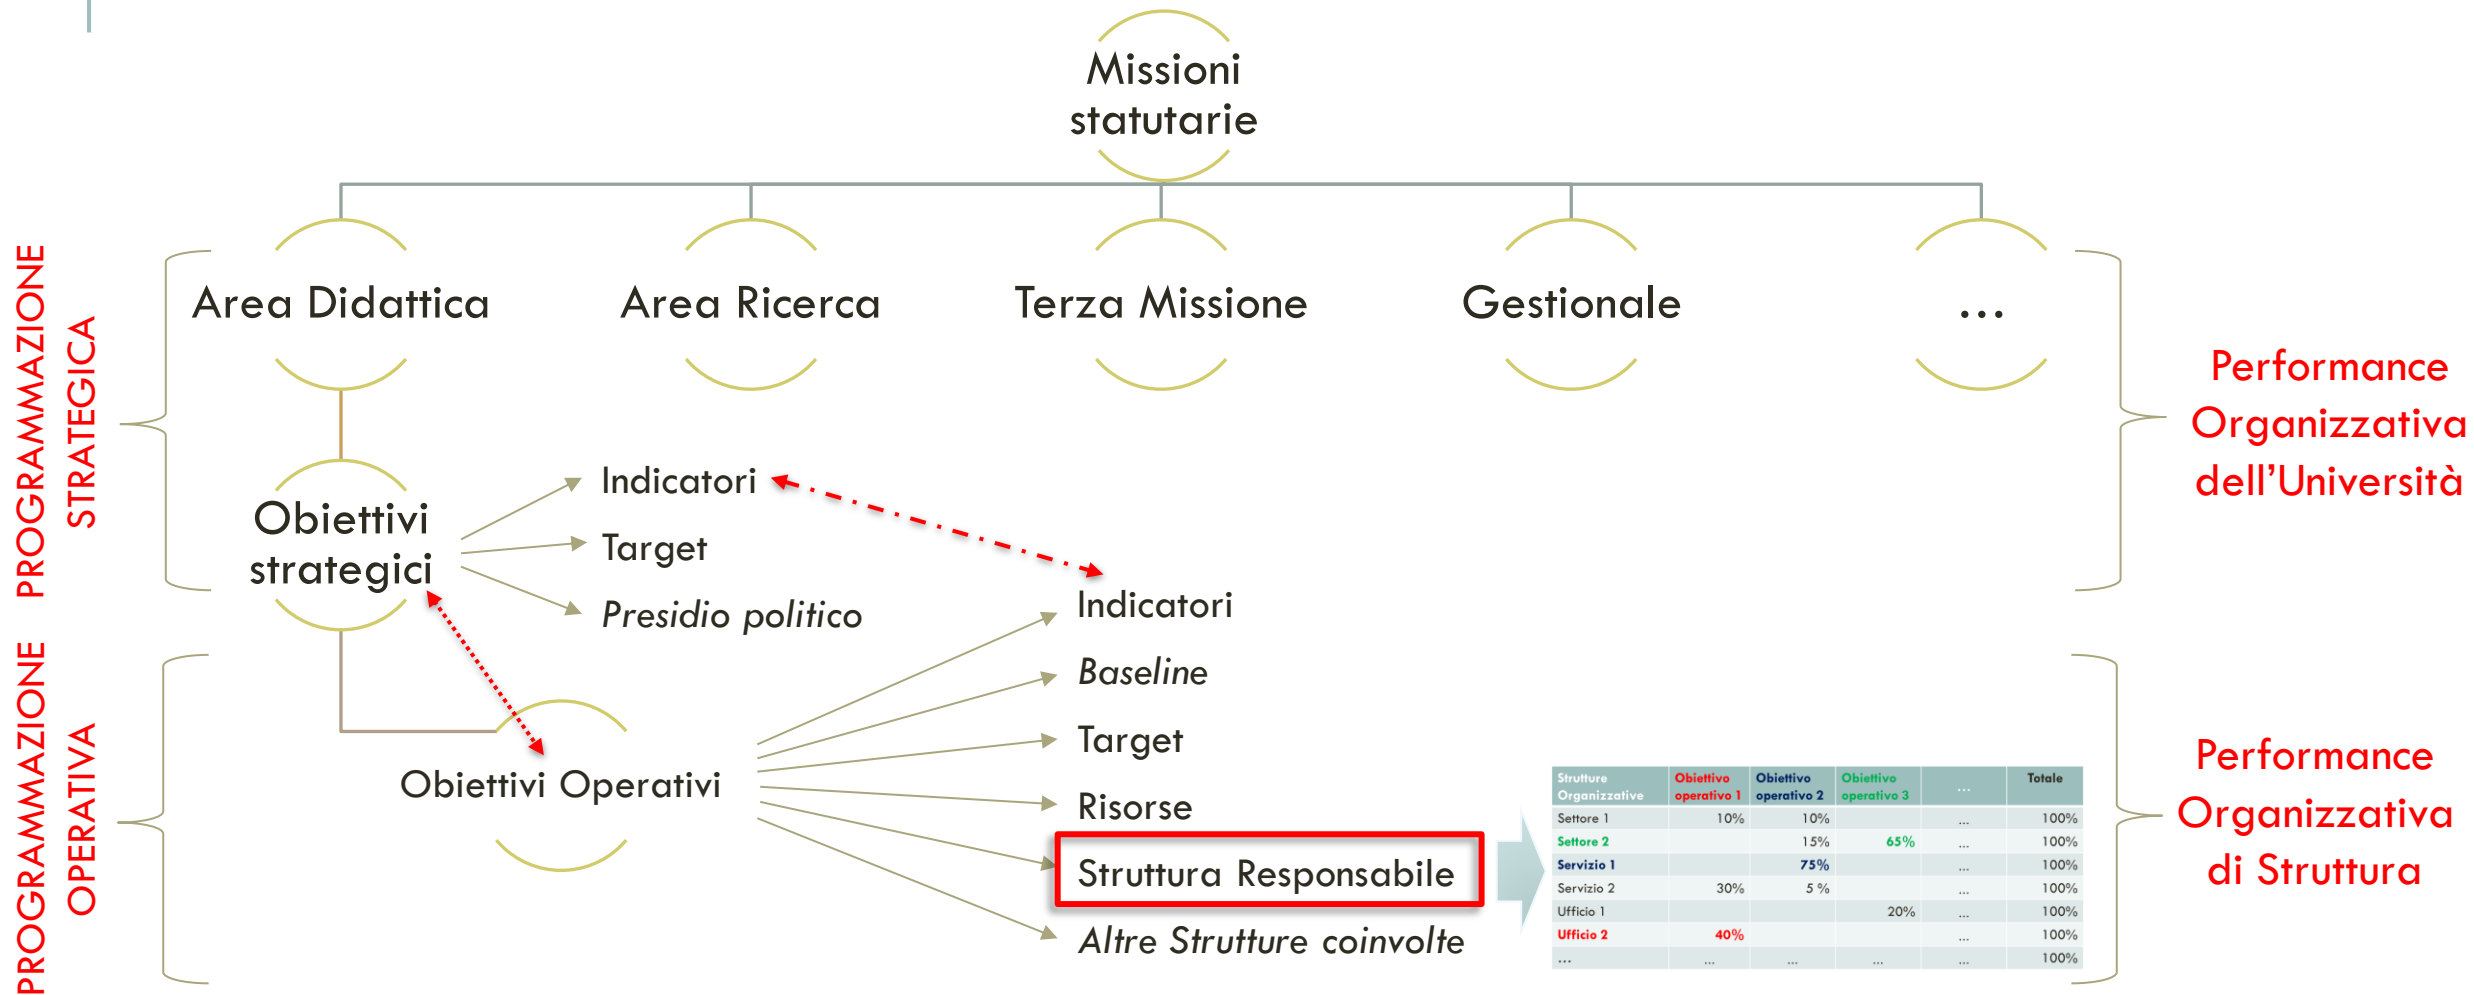 Missioni
statutarie
Area Didattica
Area Ricerca
Terza Missione
Gestionale
...
PROGRAMMAZIONE
STRATEGICA
Performance
Organizzativa
dell'Università
Obiettivi
strategici
Indicatori
Target
Presidio politico
PROGRAMMAZIONE
OPERATIVA
Obiettivi Operativi
Indicatori
Baseline
Target
Risorse
Struttura Responsabile
Altre Strutture coinvolte
Strutture Organizzative Obiettivo operativo 1 Obiettivo operativo 2 Obiettivo operativo 3 ... Totale
Settore 1 10% 10% ... 100%
Settore 2 15% 65% ... 100%
Servizio 1 75% ... 100%
Servizio 2 30% 5 % ... 100%
Ufficio 1 20% ... 100%
Ufficio 2 40% ... 100%
... ... ... ... ... 100%
Performance
Organizzativa
di Struttura